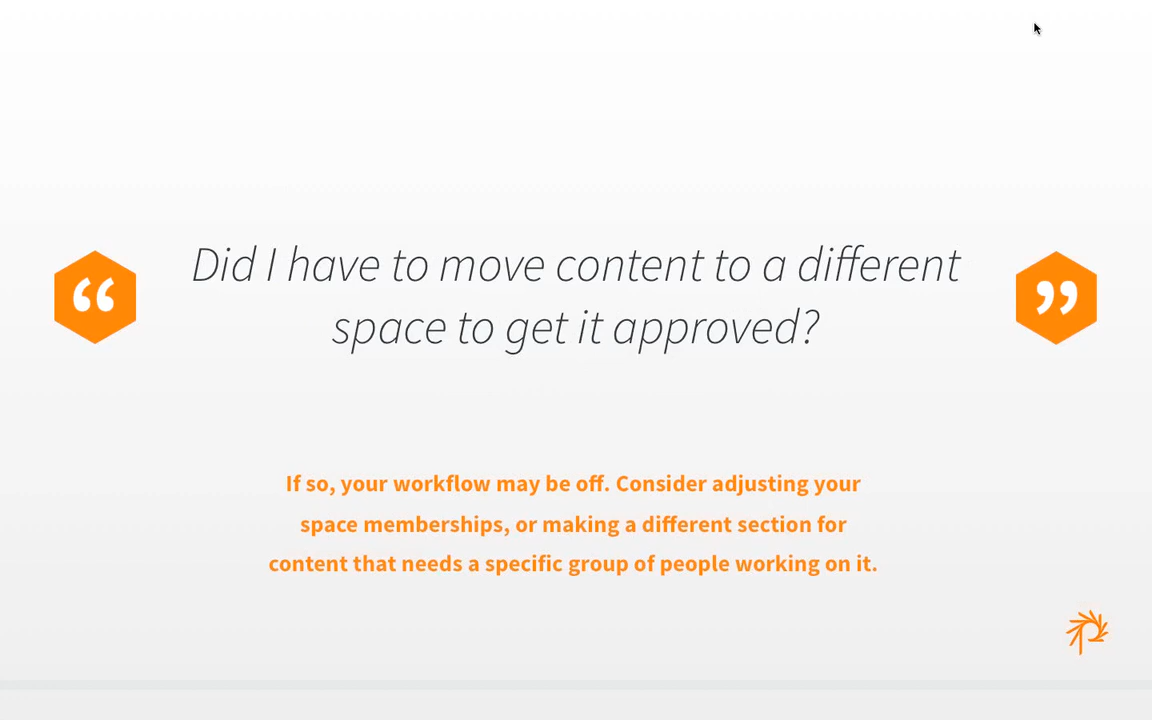 “ Did I have to move content to a different ”
space to get it approved?
If so, your workflow may be off. Consider adjusting your
space memberships, or making a different section for
content that needs a specific group of people working on it.